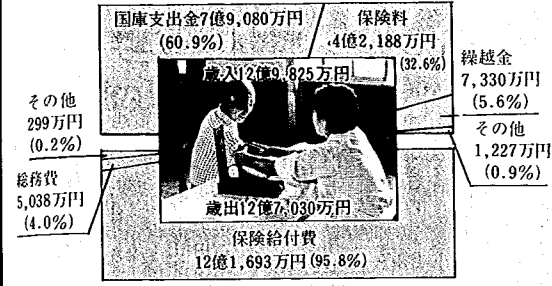 国庫支出金7億9,080万円
(60.9%)
保険料
4億2,188万円
(32.6%)
歳入12億9,825万円
繰越金
7,330万円
(5.6%)
その他
1,227万円
(0.9%)
その他
299万円
(0.2%)
総務費
5,038万円
(4.0%)
歳出12億7,030万円
保険給付費
12億1,693万円(95.8%)